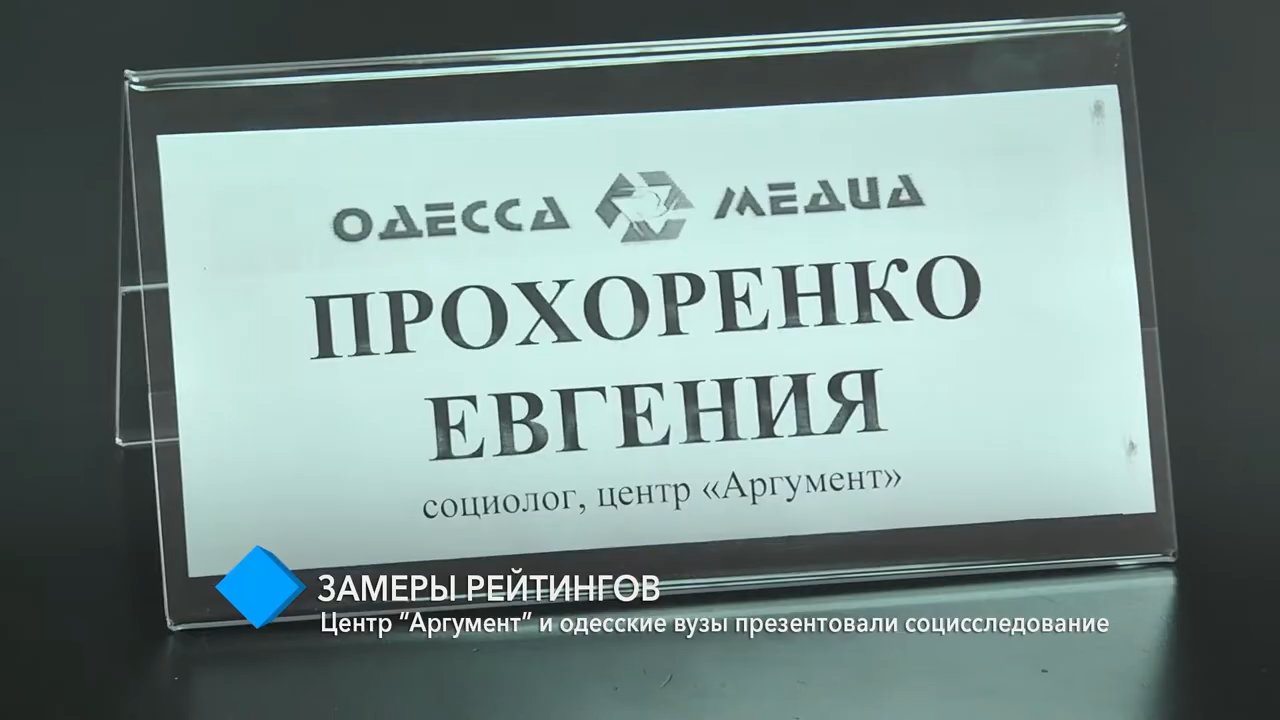 ОДЕССА МЕДИА
ПРОХОРЕНКО
ЕВГЕНИЯ
социолог, центр «Аргумент»
ЗАМЕРЫ РЕЙТИНГОВ
Центр "Аргумент" и одесские вузы презентовали социсследование